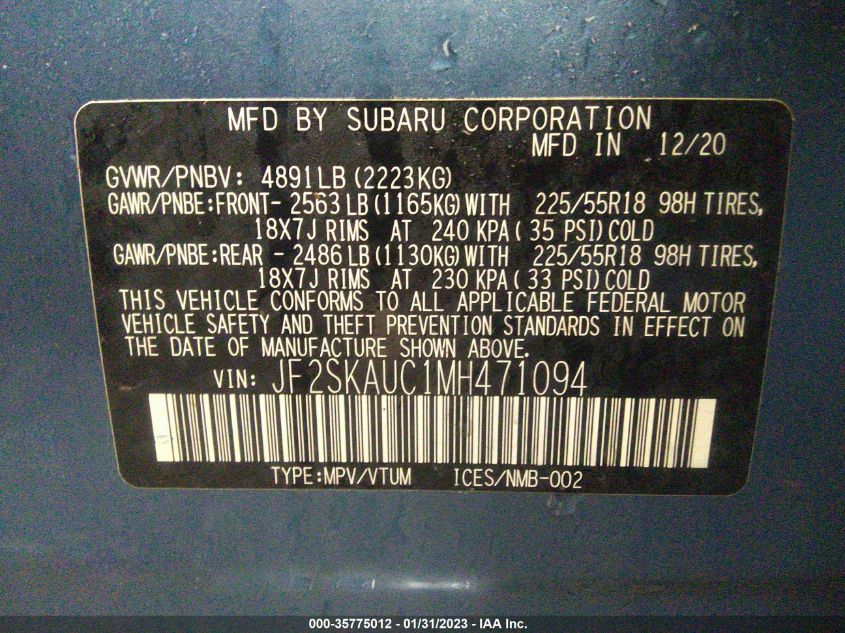 MFD BY SUBARU CORPORATION
MFD IN 12/20
GVWR/PNBV: 4891LB (2223KG)
GAWR/PNBE:FRONT- 2563 LB (1165KG) WITH 225/55R18 98H TIRES,
18X7J RIMS AT 240 KPA ( 35 PSI) COLD
GAWR/PNBE:REAR - 2486 LB (1130KG) WITH 225/55R18 98H TIRES,
18X7J RIMS AT 230 KPA ( 33 PSI) COLD
THIS VEHICLE CONFORMS TO ALL APPLICABLE FEDERAL MOTOR
VEHICLE SAFETY AND THEFT PREVENTION STANDARDS IN EFFECT ON
THE DATE OF MANUFACTURE SHOWN ABOVE.
VIN: JF2SKAUC1MH471094
TYPE:MPV/VTUM ICES/NMB-002
000-35775012 - 01/31/2023 - IAA Inc.